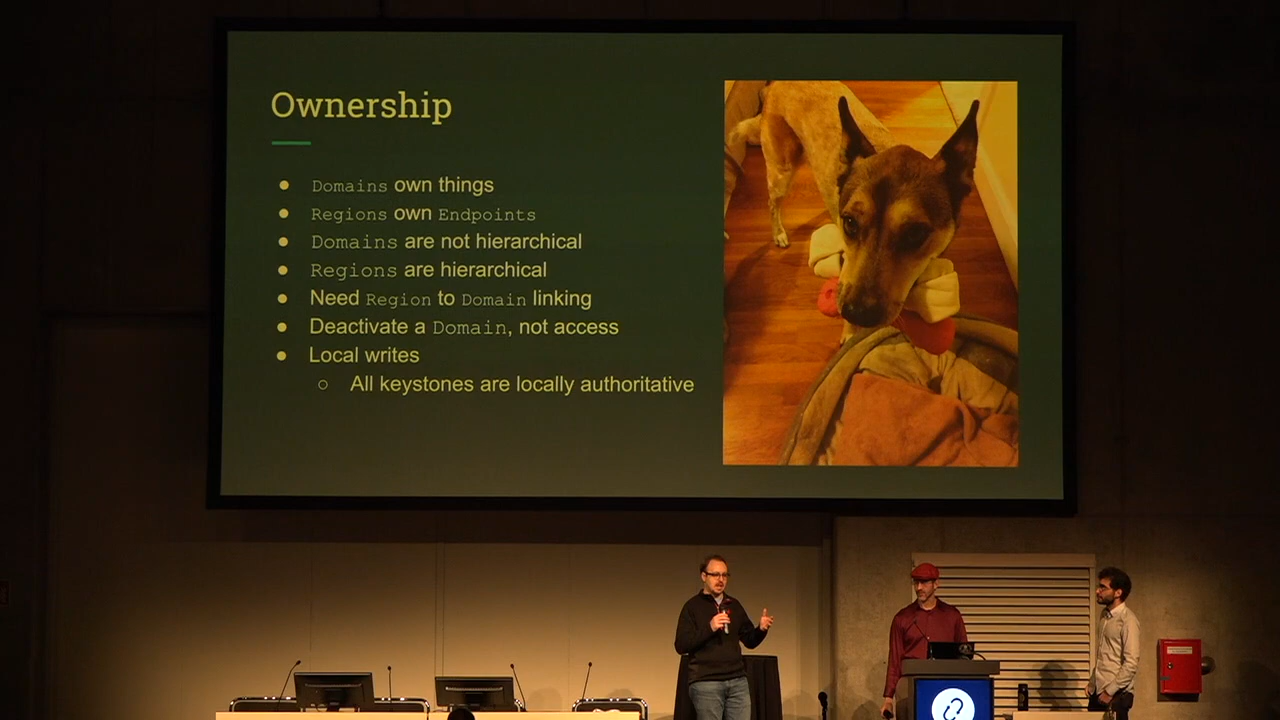 Ownership
Domains own things
Regions own Endpoints
Domains are not hierarchical
Regions are hierarchical
Need Region to Domain linking
Deactivate a Domain, not access
Local writes
All keystones are locally authoritative